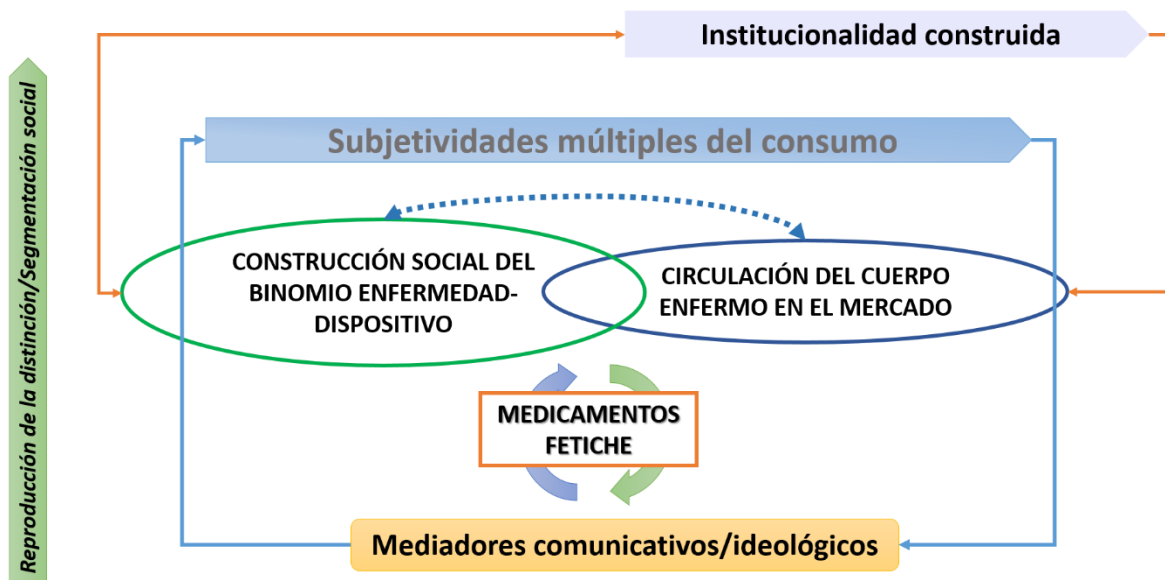 Institucionalidad construida
Reproducción de la distinción/Segmentación social
Subjetividades múltiples del consumo
CONSTRUCCIÓN SOCIAL DEL
BINOMIO ENFERMEDAD-
DISPOSITIVO
CIRCULACIÓN DEL CUERPO
ENFERMO EN EL MERCADO
MEDICAMENTOS
FETICHE
Mediadores comunicativos/ideológicos